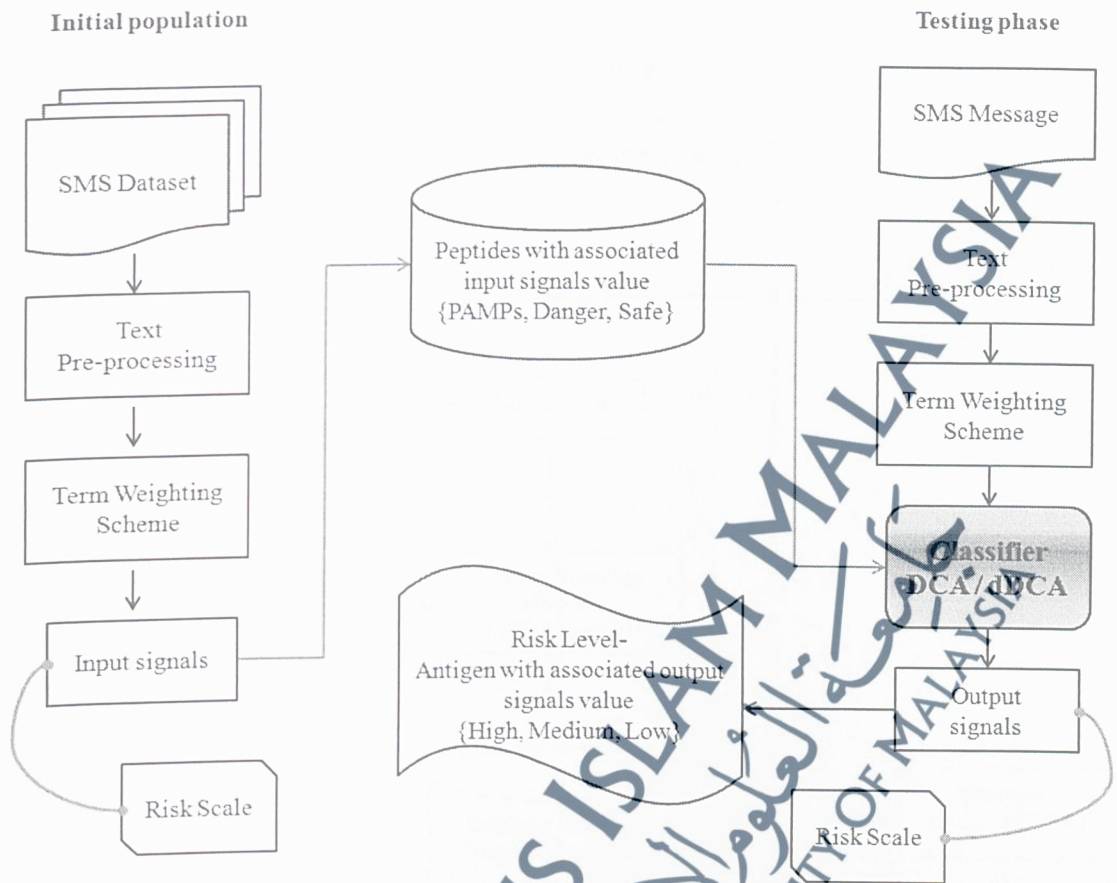 Initial population
Testing phase
SMS Dataset
Text
Pre-processing
Term Weighting
Scheme
Input signals
Risk Scale
Peptides with associated
input signals value
{PAMPs, Danger, Safe}
Risk Level-
Antigen with associated output
signals value
{High, Medium, Low}
SMS Message
Text
Pre-processing
Term Weighting
Scheme
Classifier
DCA/dDCA
Output
signals
Risk Scale
ISLAM MALAYSIA
OF MALAYSIA